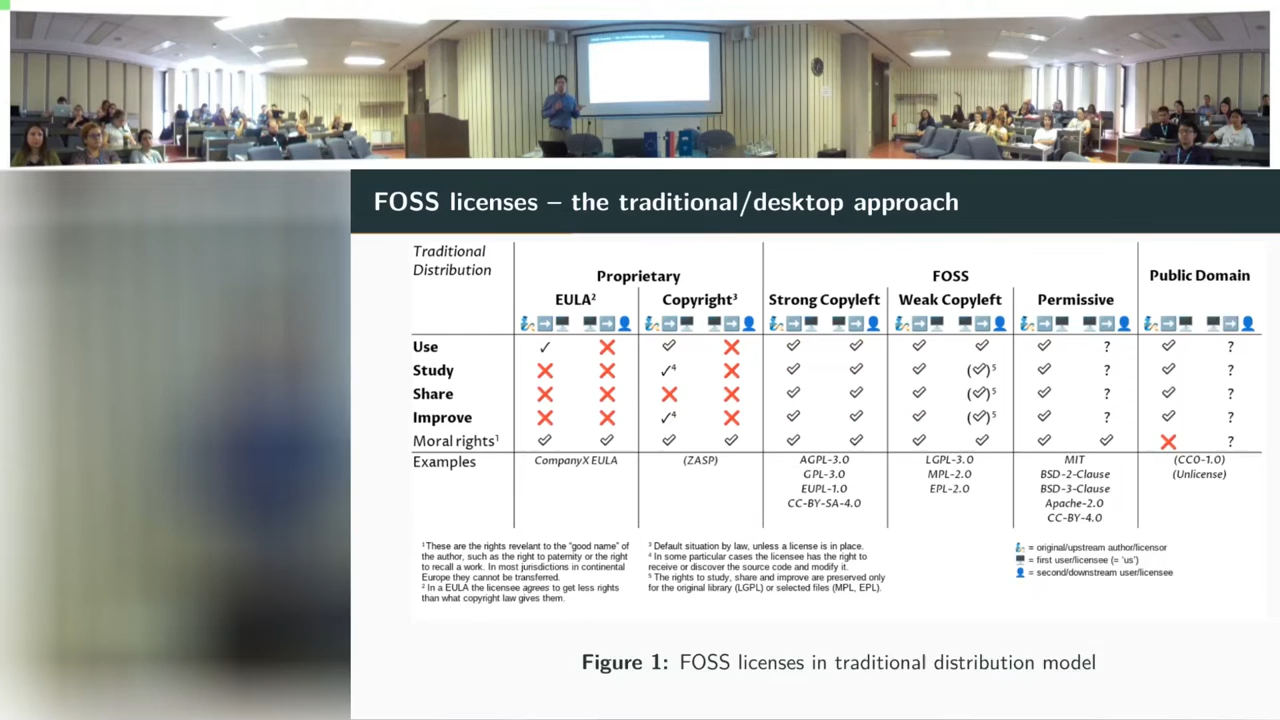 FOSS licenses – the traditional/desktop approach
Traditional
Distribution
Proprietary
FOSS
Public Domain
EULA²
Copyright³
Strong Copyleft
Weak Copyleft
Permissive
Use ✓ ❌ ✓ ❌ ✓ ✓ ✓ ✓ ✓ ? ✓ ?
Study ❌ ❌ ✓⁴ ❌ ✓ ✓ ✓ (✓)⁵ ✓ ? ✓ ?
Share ❌ ❌ ❌ ❌ ✓ ✓ ✓ (✓)⁵ ✓ ? ✓ ?
Improve ❌ ❌ ✓⁴ ❌ ✓ ✓ ✓ (✓)⁵ ✓ ? ✓ ?
Moral rights¹ ✓ ✓ ✓ ✓ ✓ ✓ ✓ ✓ ✓ ✓ ❌ ?
Examples
CompanyX EULA
(ZASP)
AGPL-3.0
GPL-3.0
EUPL-1.0
CC-BY-SA-4.0
LGPL-3.0
MPL-2.0
EPL-2.0
MIT
BSD-2-Clause
BSD-3-Clause
Apache-2.0
CC-BY-4.0
(CC0-1.0)
(Unlicense)
¹ These are the rights revelant to the “good name” of
the author, such as the right to paternity or the right
to recall a work. In most jurisdictions in continental
Europe they cannot be transferred.
² In a EULA the licensee agrees to get less rights
than what copyright law gives them.
³ Default situation by law, unless a license is in place.
⁴ In some particular cases the licensee has the right to
receive or discover the source code and modify it.
⁵ The rights to study, share and improve are preserved only
for the original library (LGPL) or selected files (MPL, EPL).
= original/upstream author/licensor
= first user/licensee (= ‘us’)
= second/downstream user/licensee
Figure 1: FOSS licenses in traditional distribution model